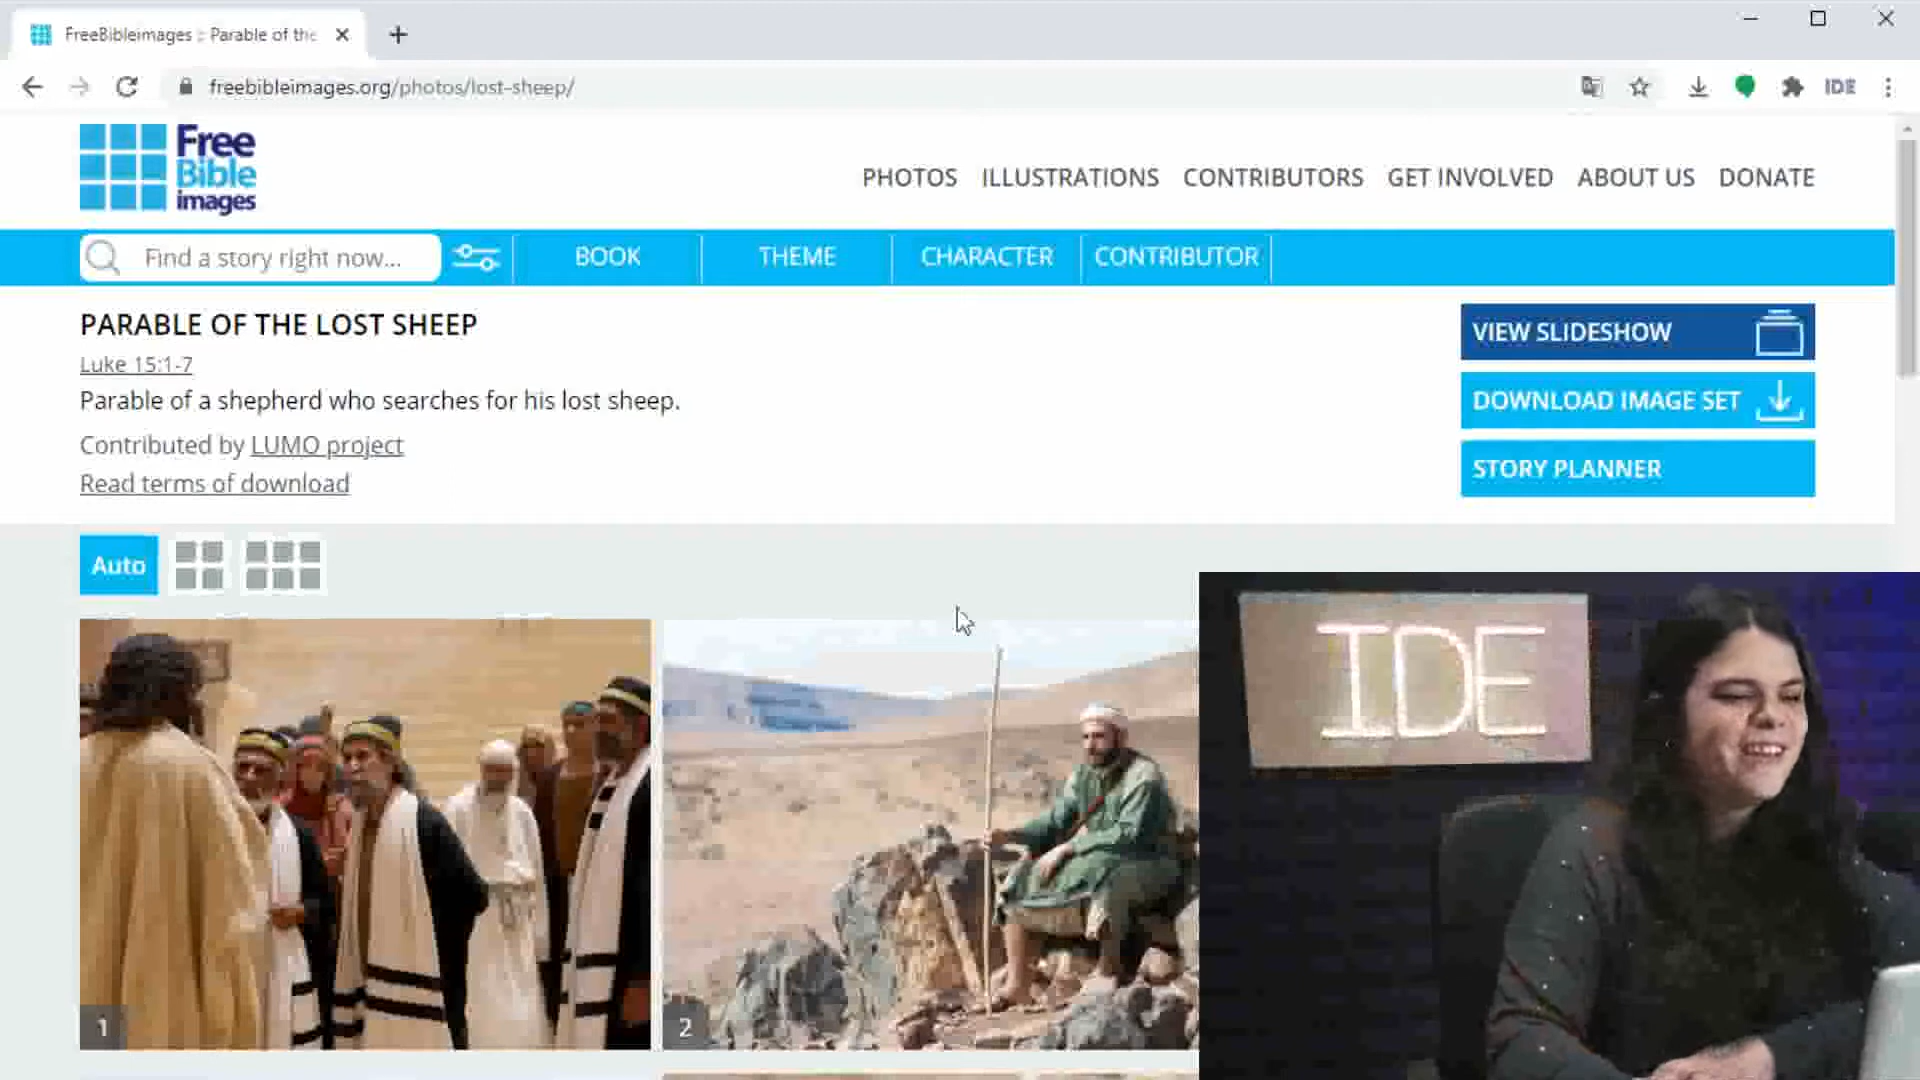 FreeBibleimages :: Parable of the
freebibleimages.org/photos/lost-sheep/
IDE
Free
Bible
images
PHOTOS ILLUSTRATIONS CONTRIBUTORS GET INVOLVED ABOUT US DONATE
Find a story right now...
BOOK THEME CHARACTER CONTRIBUTOR
PARABLE OF THE LOST SHEEP
Luke 15:1-7
Parable of a shepherd who searches for his lost sheep.
Contributed by LUMO project
Read terms of download
VIEW SLIDESHOW
DOWNLOAD IMAGE SET
STORY PLANNER
Auto
IDE
1
2